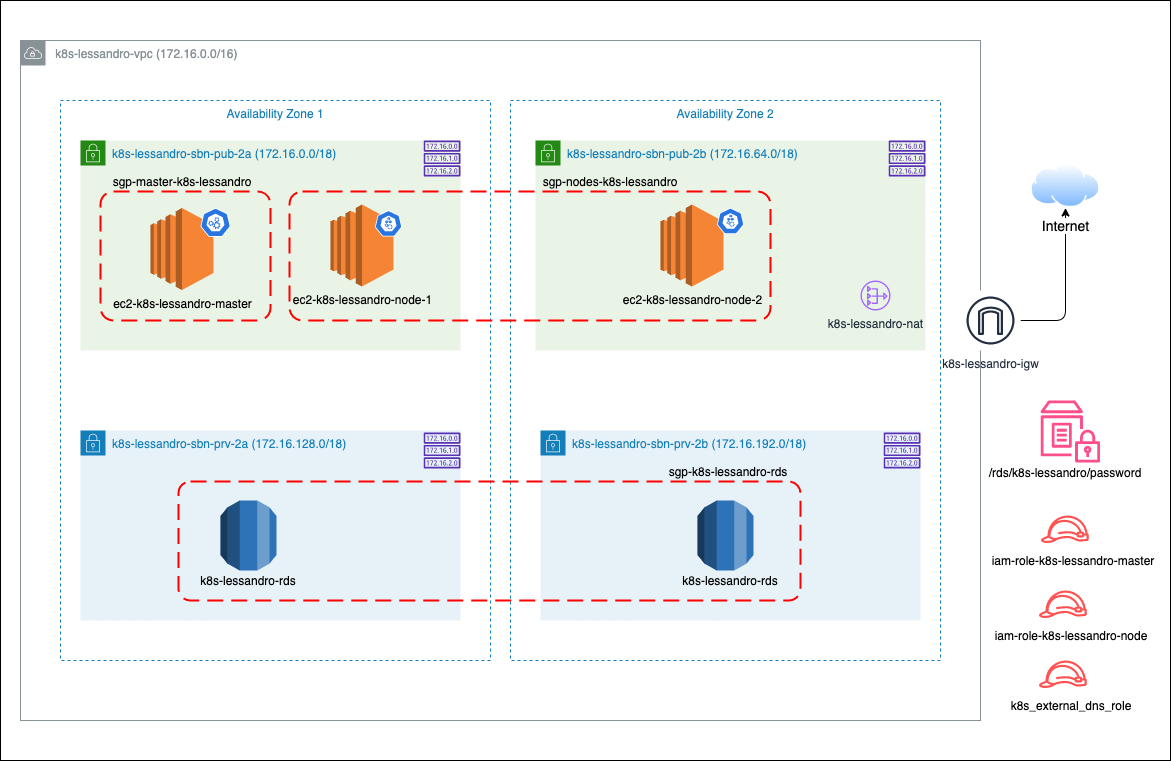 k8s-lessandro-vpc (172.16.0.0/16)
Availability Zone 1
Availability Zone 2
k8s-lessandro-sbn-pub-2a (172.16.0.0/18)
172.16.0.0
172.16.1.0
172.16.2.0
k8s-lessandro-sbn-pub-2b (172.16.64.0/18)
172.16.0.0
172.16.1.0
172.16.2.0
sgp-master-k8s-lessandro
sgp-nodes-k8s-lessandro
ec2-k8s-lessandro-master
ec2-k8s-lessandro-node-1
ec2-k8s-lessandro-node-2
k8s-lessandro-nat
Internet
k8s-lessandro-igw
k8s-lessandro-sbn-prv-2a (172.16.128.0/18)
172.16.0.0
172.16.1.0
172.16.2.0
k8s-lessandro-sbn-prv-2b (172.16.192.0/18)
172.16.0.0
172.16.1.0
172.16.2.0
sgp-k8s-lessandro-rds
k8s-lessandro-rds
k8s-lessandro-rds
/rds/k8s-lessandro/password
iam-role-k8s-lessandro-master
iam-role-k8s-lessandro-node
k8s_external_dns_role